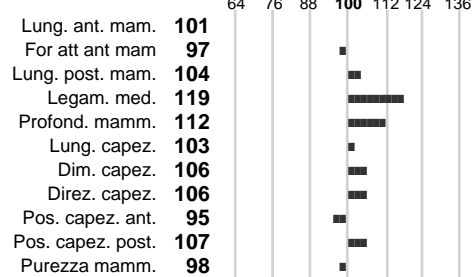 64 76 88 100 112 124 136
Lung. ant. mam. 101
For att ant mam 97
Lung. post. mam. 104
Legam. med. 119
Profond. mamm. 112
Lung. capez. 103
Dim. capez. 106
Direz. capez. 106
Pos. capez. ant. 95
Pos. capez. post. 107
Purezza mamm. 98